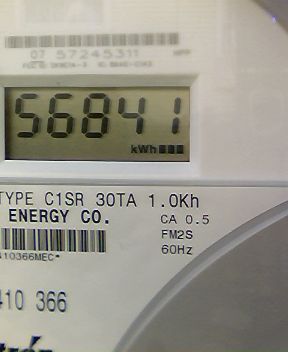 07 57245311
56841
kWh
TYPE C1SR 30TA 1.0Kh
ENERGY CO.
CA 0.5
FM2S
60Hz
410366MEC*
410 366